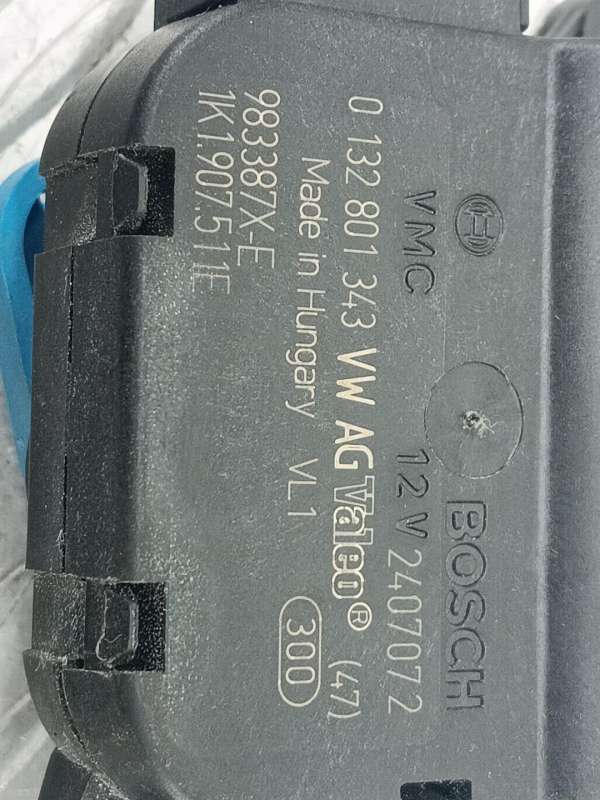 BOSCH
VMC 12 V 2407072
0 132 801 343 VW AG Valeo® (47)
Made in Hungary VL1 300
983387X-E
1K1.907.511E